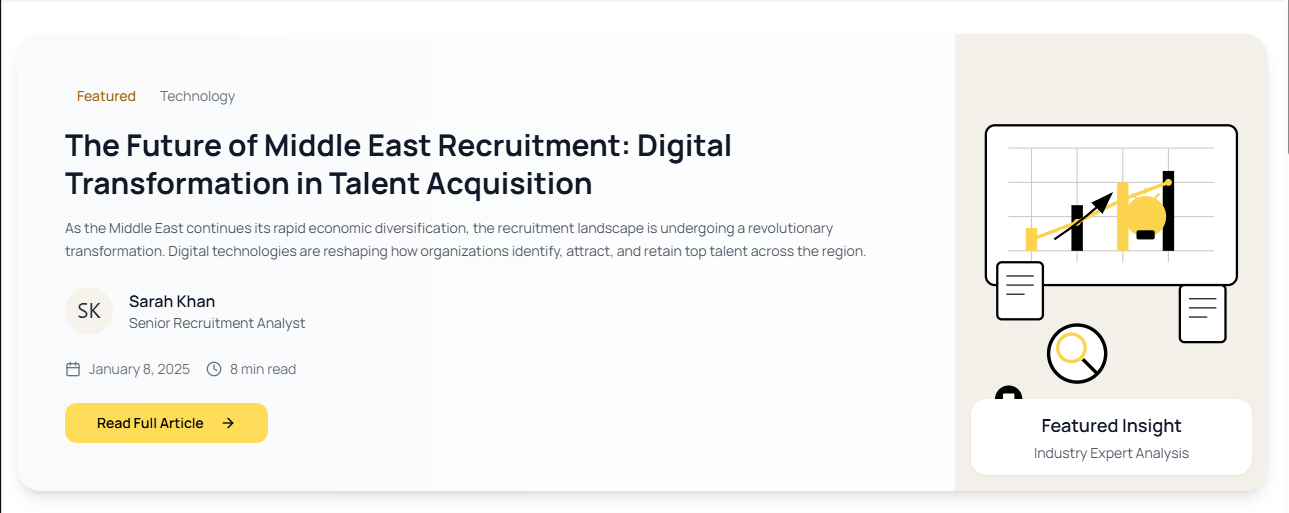 Featured Technology
The Future of Middle East Recruitment: Digital
Transformation in Talent Acquisition
As the Middle East continues its rapid economic diversification, the recruitment landscape is undergoing a revolutionary
transformation. Digital technologies are reshaping how organizations identify, attract, and retain top talent across the region.
SK
Sarah Khan
Senior Recruitment Analyst
January 8, 2025 8 min read
Read Full Article
Featured Insight
Industry Expert Analysis